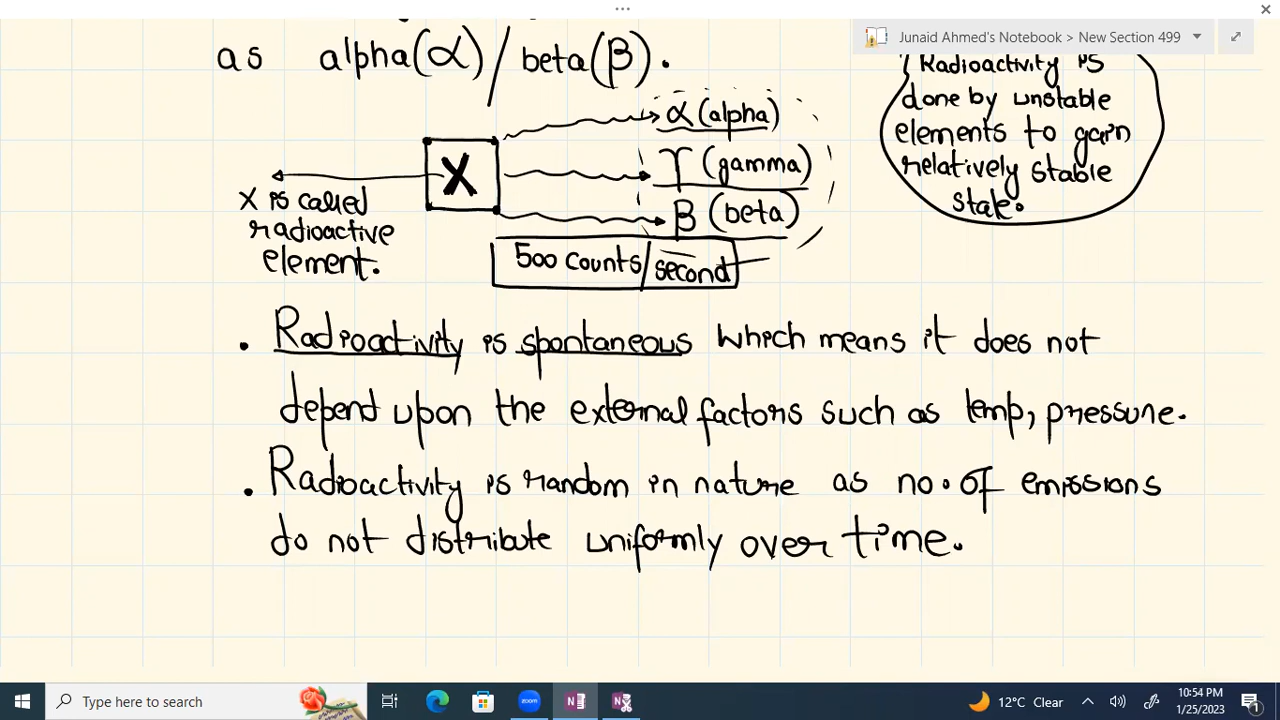 Junaid Ahmed's Notebook > New Section 499
as alpha(α)/beta(β).
Radioactivity is
done by unstable
elements to gain
relatively stable
state.
X
α (alpha)
γ (gamma)
β (beta)
X is called
radioactive
element.
500 counts/second
• Radioactivity is spontaneous which means it does not
depend upon the external factors such as temp, pressure.
• Radioactivity is random in nature as no. of emissions
do not distribute uniformly over time.
Type here to search
zoom
12°C Clear
10:54 PM
1/25/2023
1